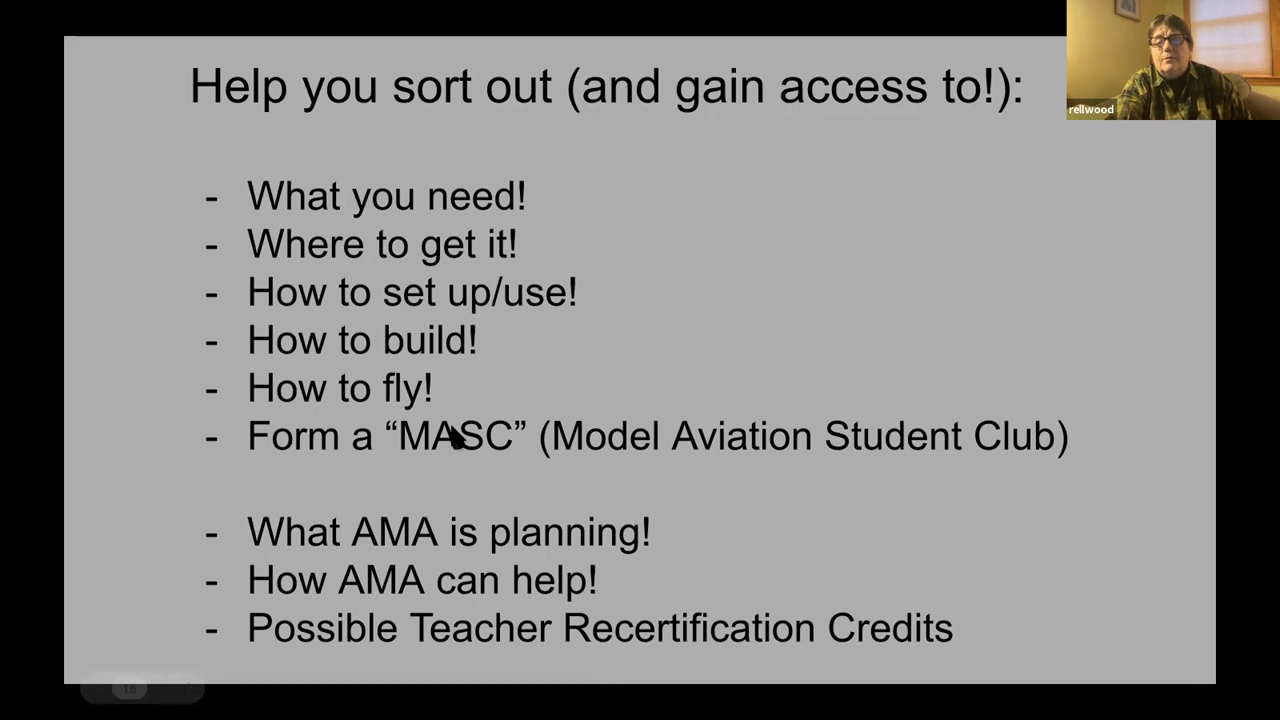 Help you sort out (and gain access to!):
rellwood
- What you need!
- Where to get it!
- How to set up/use!
- How to build!
- How to fly!
- Form a “MASC” (Model Aviation Student Club)
- What AMA is planning!
- How AMA can help!
- Possible Teacher Recertification Credits
16